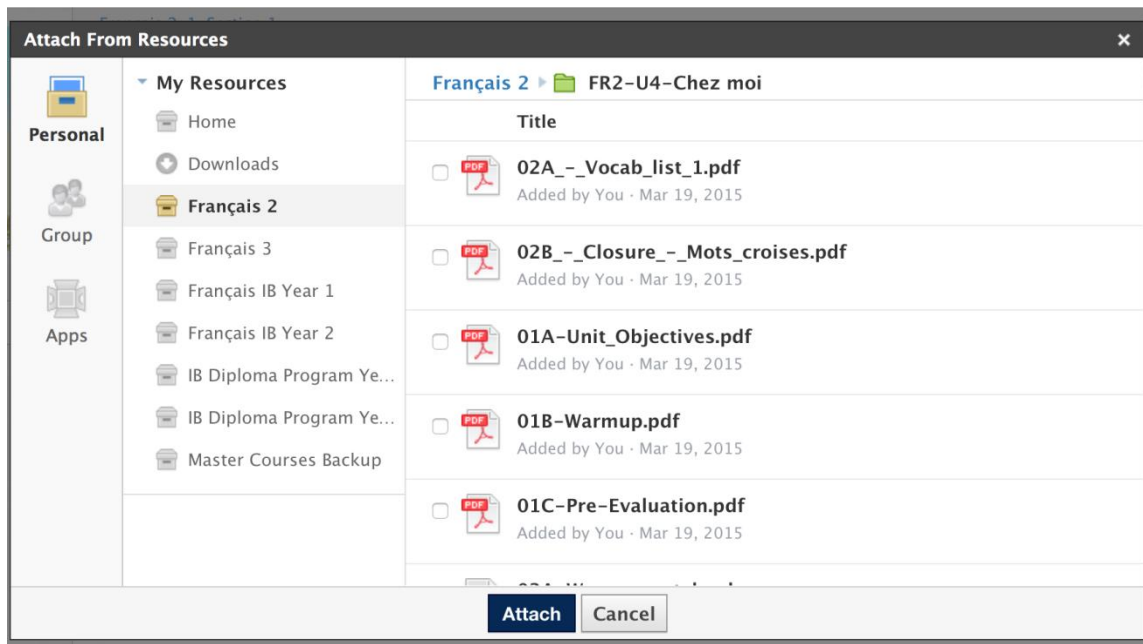 Attach From Resources
×
Personal
Group
Apps
My Resources
Home
Downloads
Français 2
Français 3
Français IB Year 1
Français IB Year 2
IB Diploma Program Ye...
IB Diploma Program Ye...
Master Courses Backup
Français 2 FR2-U4-Chez moi
Title
PDF
02A_-_Vocab_list_1.pdf
Added by You · Mar 19, 2015
PDF
02B_-_Closure_-_Mots_croises.pdf
Added by You · Mar 19, 2015
PDF
01A-Unit_Objectives.pdf
Added by You · Mar 19, 2015
PDF
01B-Warmup.pdf
Added by You · Mar 19, 2015
PDF
01C-Pre-Evaluation.pdf
Added by You · Mar 19, 2015
Attach
Cancel